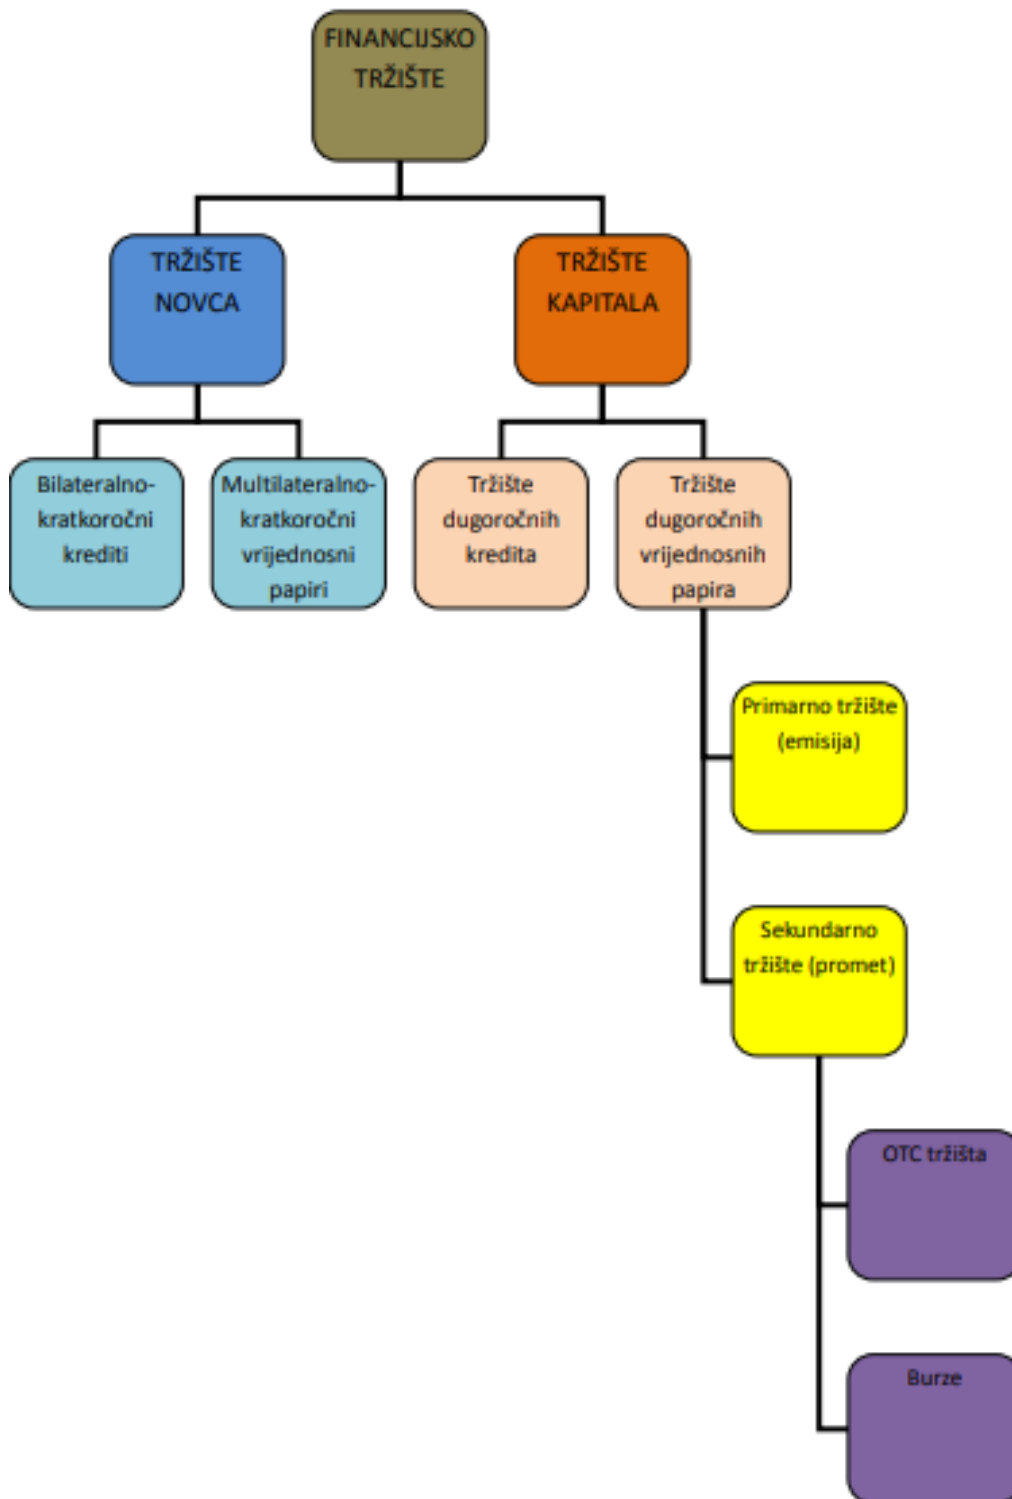 FINANCIJSKO
TRŽIŠTE
TRŽIŠTE
NOVCA
TRŽIŠTE
KAPITALA
Bilateralno-
kratkoročni
krediti
Multilateralno-
kratkoročni
vrijednosni
papiri
Tržište
dugoročnih
kredita
Tržište
dugoročnih
vrijednosnih
papira
Primarno tržište
(emisija)
Sekundarno
tržište (promet)
OTC tržišta
Burze